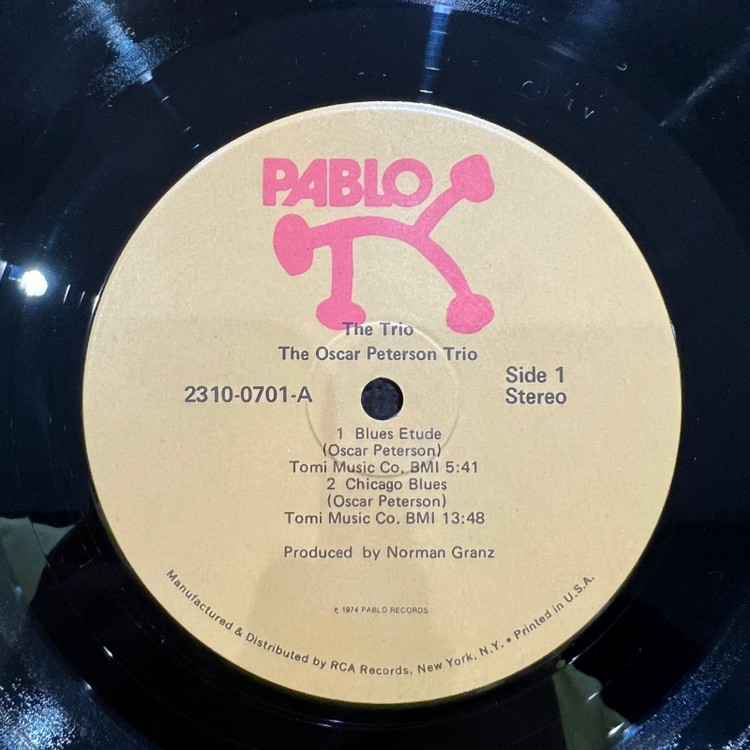 PABLO
The Trio
The Oscar Peterson Trio
2310-0701-A
Side 1
Stereo
1 Blues Etude
(Oscar Peterson)
Tomi Music Co. BMI 5:41
2 Chicago Blues
(Oscar Peterson)
Tomi Music Co. BMI 13:48
Produced by Norman Granz
℗ 1974 PABLO RECORDS
Manufactured & Distributed by RCA Records, New York, N.Y. • Printed in U.S.A.